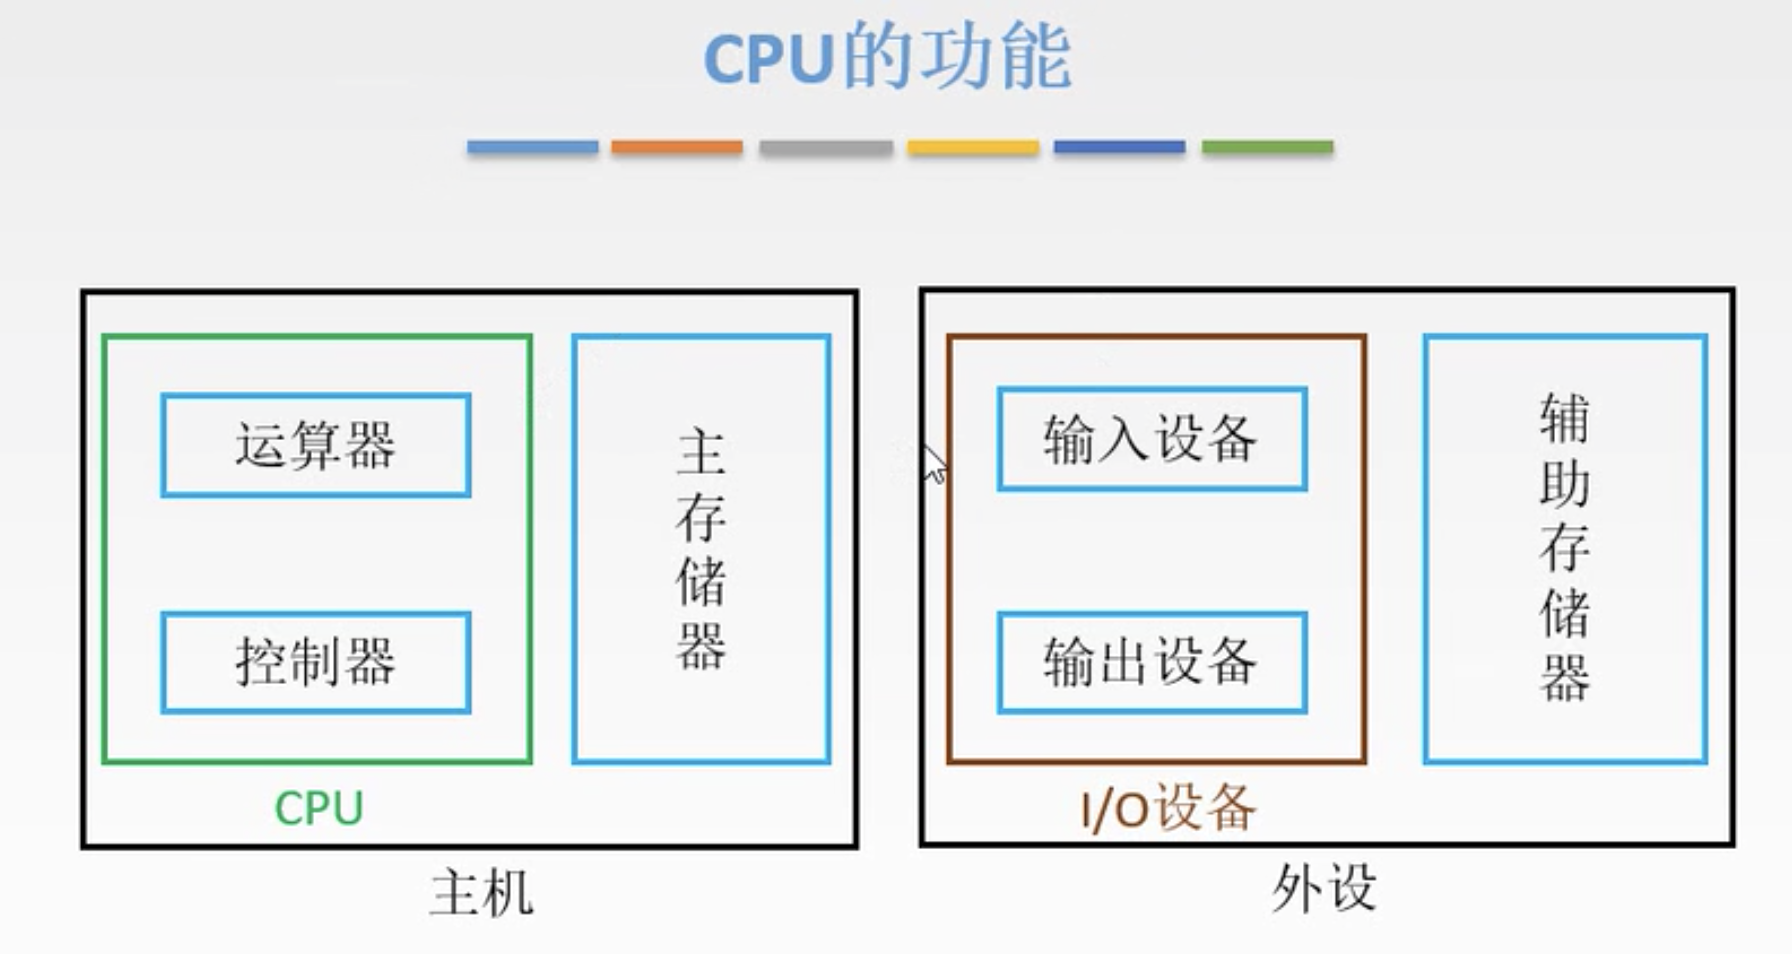 CPU的功能
运算器
控制器
CPU
主存储器
主机
输入设备
输出设备
I/O设备
辅助存储器
外设